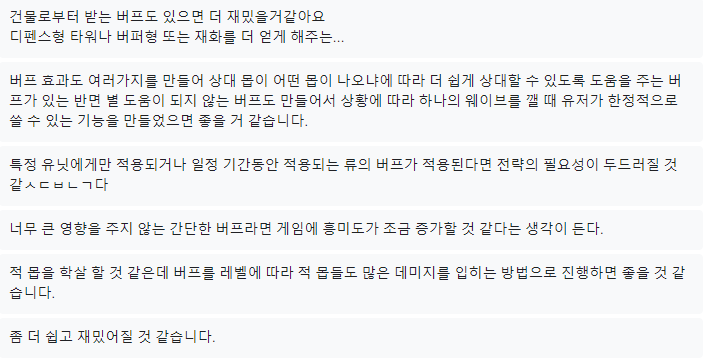 건물로부터 받는 버프도 있으면 더 재밌을거같아요
디펜스형 타워나 버퍼형 또는 재화를 더 얻게 해주는...
버프 효과도 여러가지를 만들어 상대 몹이 어떤 몹이 나오냐에 따라 더 쉽게 상대할 수 있도록 도움을 주는 버
프가 있는 반면 별 도움이 되지 않는 버프도 만들어서 상황에 따라 하나의 웨이브를 깰 때 유저가 한정적으로
쓸 수 있는 기능을 만들었으면 좋을 거 같습니다.
특정 유닛에게만 적용되거나 일정 기간동안 적용되는 류의 버프가 적용된다면 전략의 필요성이 두드러질 것
같ㅅㄷㅂㄴㄱ다
너무 큰 영향을 주지 않는 간단한 버프라면 게임에 흥미도가 조금 증가할 것 같다는 생각이 든다.
적 몹을 학살 할 것 같은데 버프를 레벨에 따라 적 몹들도 많은 데미지를 입히는 방법으로 진행하면 좋을 것 같
습니다.
좀 더 쉽고 재밌어질 것 같습니다.